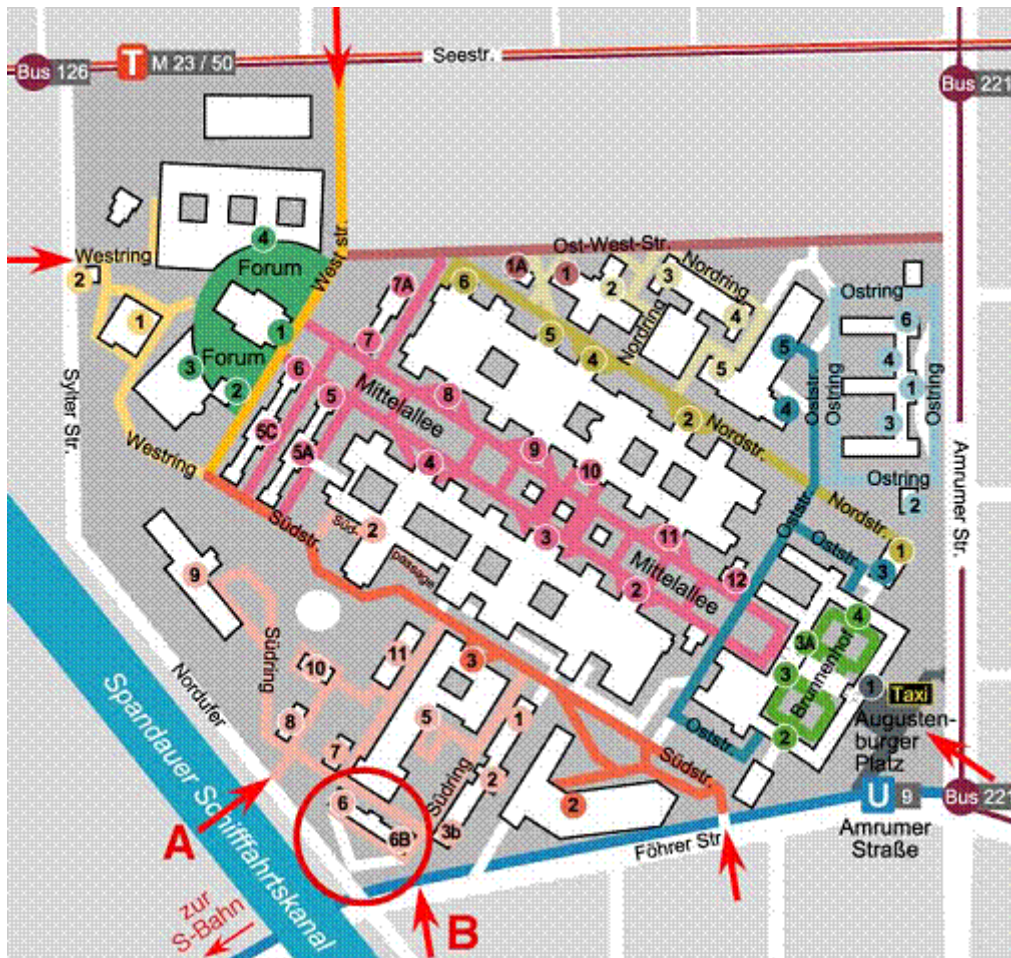 Seestr.
Bus 126
T M 23 / 50
Bus 221
West str.
Ost-West-Str.
Westring
2
1
4
Forum
1
Forum
3
2
Westring
Sylter Str.
7A
7
6
5
5C
5A
Mittelallee
8
4
9
10
3
11
2
Mittelallee
12
6
5
4
2
Nordstr.
Nordstr.
1
1A
1
2
3
Nordring
Nordring
4
5
5
4
Oststr.
Oststr.
Oststr.
3
Oststr.
Ostring
6
4
1
3
Ostring
Ostring
Ostring
2
Amrumer Str.
4
3A
3
Brunnenhof
2
1
Taxi
Augusten-
burger
Platz
U 9
Bus 221
Amrumer
Straße
Südstr.
Süd-
2
passage
3
Südstr.
2
9
Südring
10
11
8
7
5
1
2
Südring
3b
6
6B
Nordufer
Spandauer Schifffahrtskanal
A
B
Föhrer Str
zur
S-Bahn